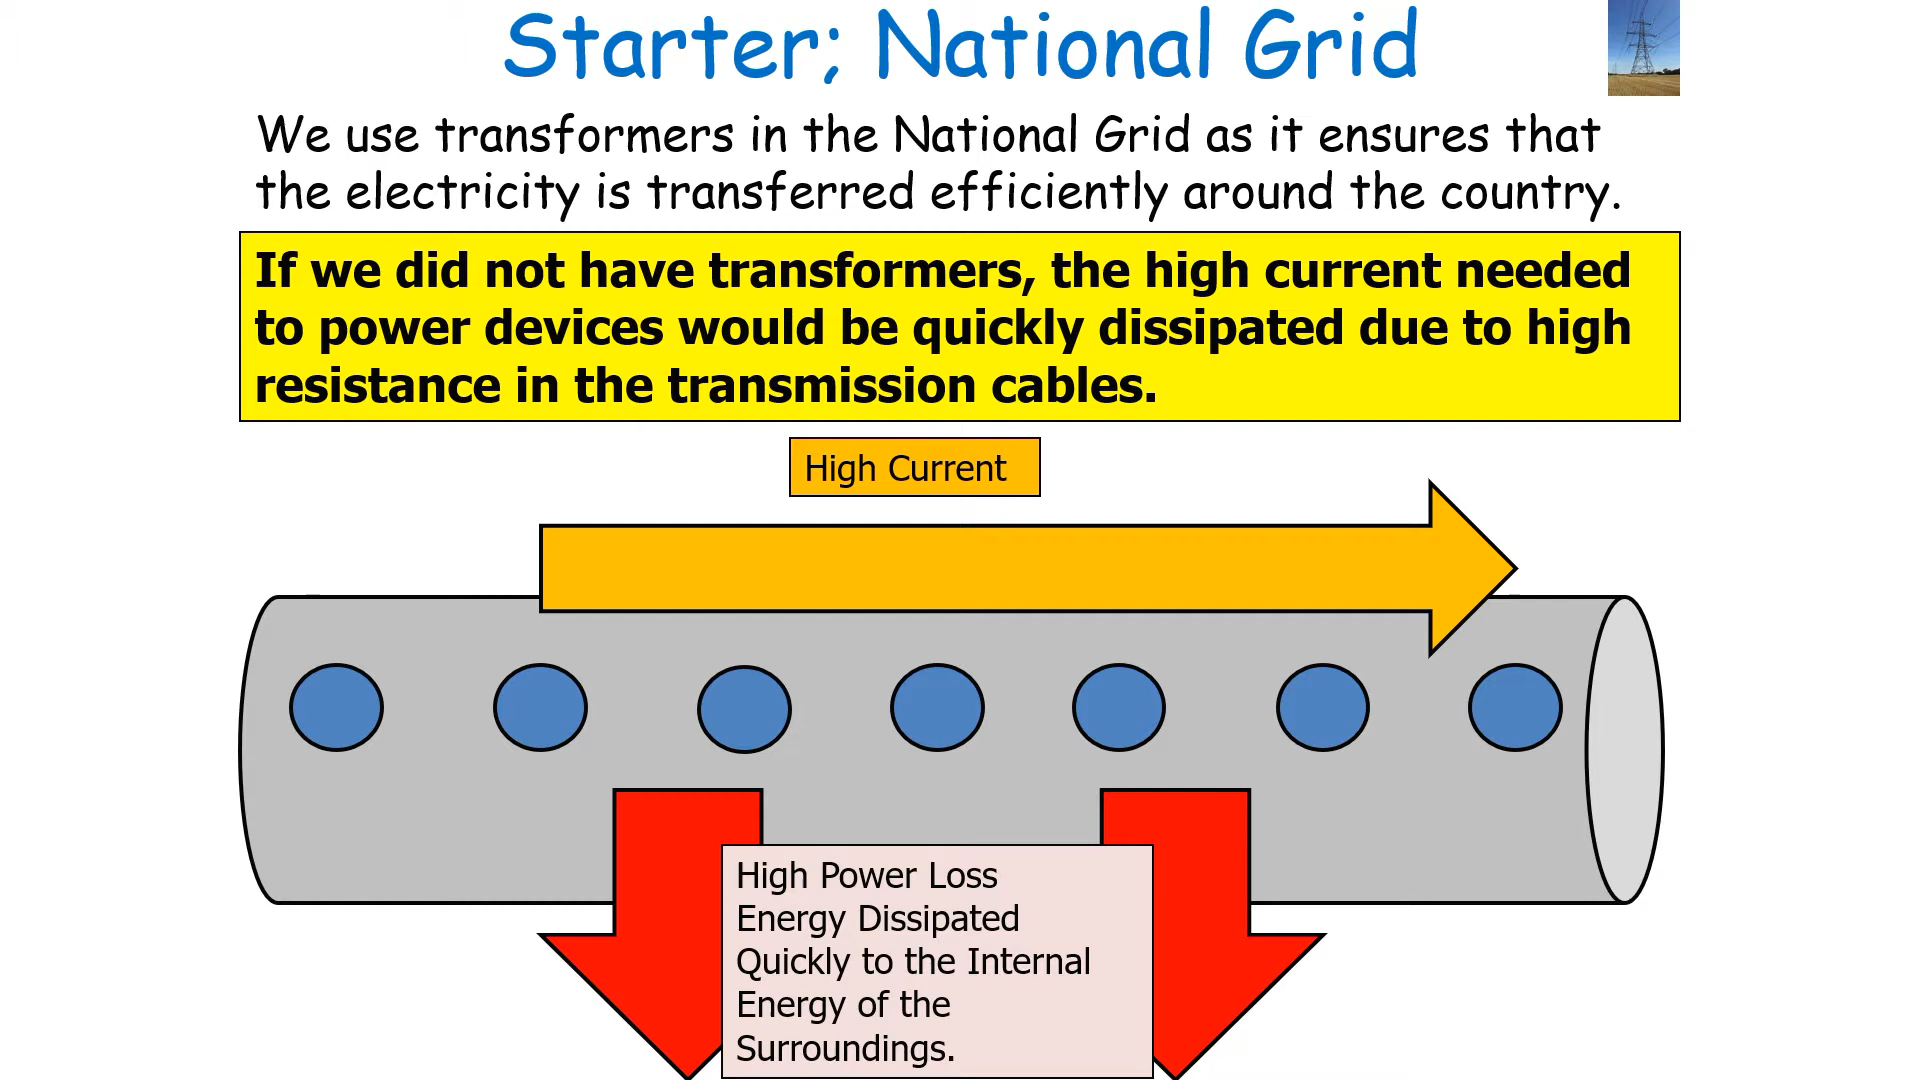 Starter; National Grid
We use transformers in the National Grid as it ensures that
the electricity is transferred efficiently around the country.
If we did not have transformers, the high current needed
to power devices would be quickly dissipated due to high
resistance in the transmission cables.
High Current
High Power Loss
Energy Dissipated
Quickly to the Internal
Energy of the
Surroundings.